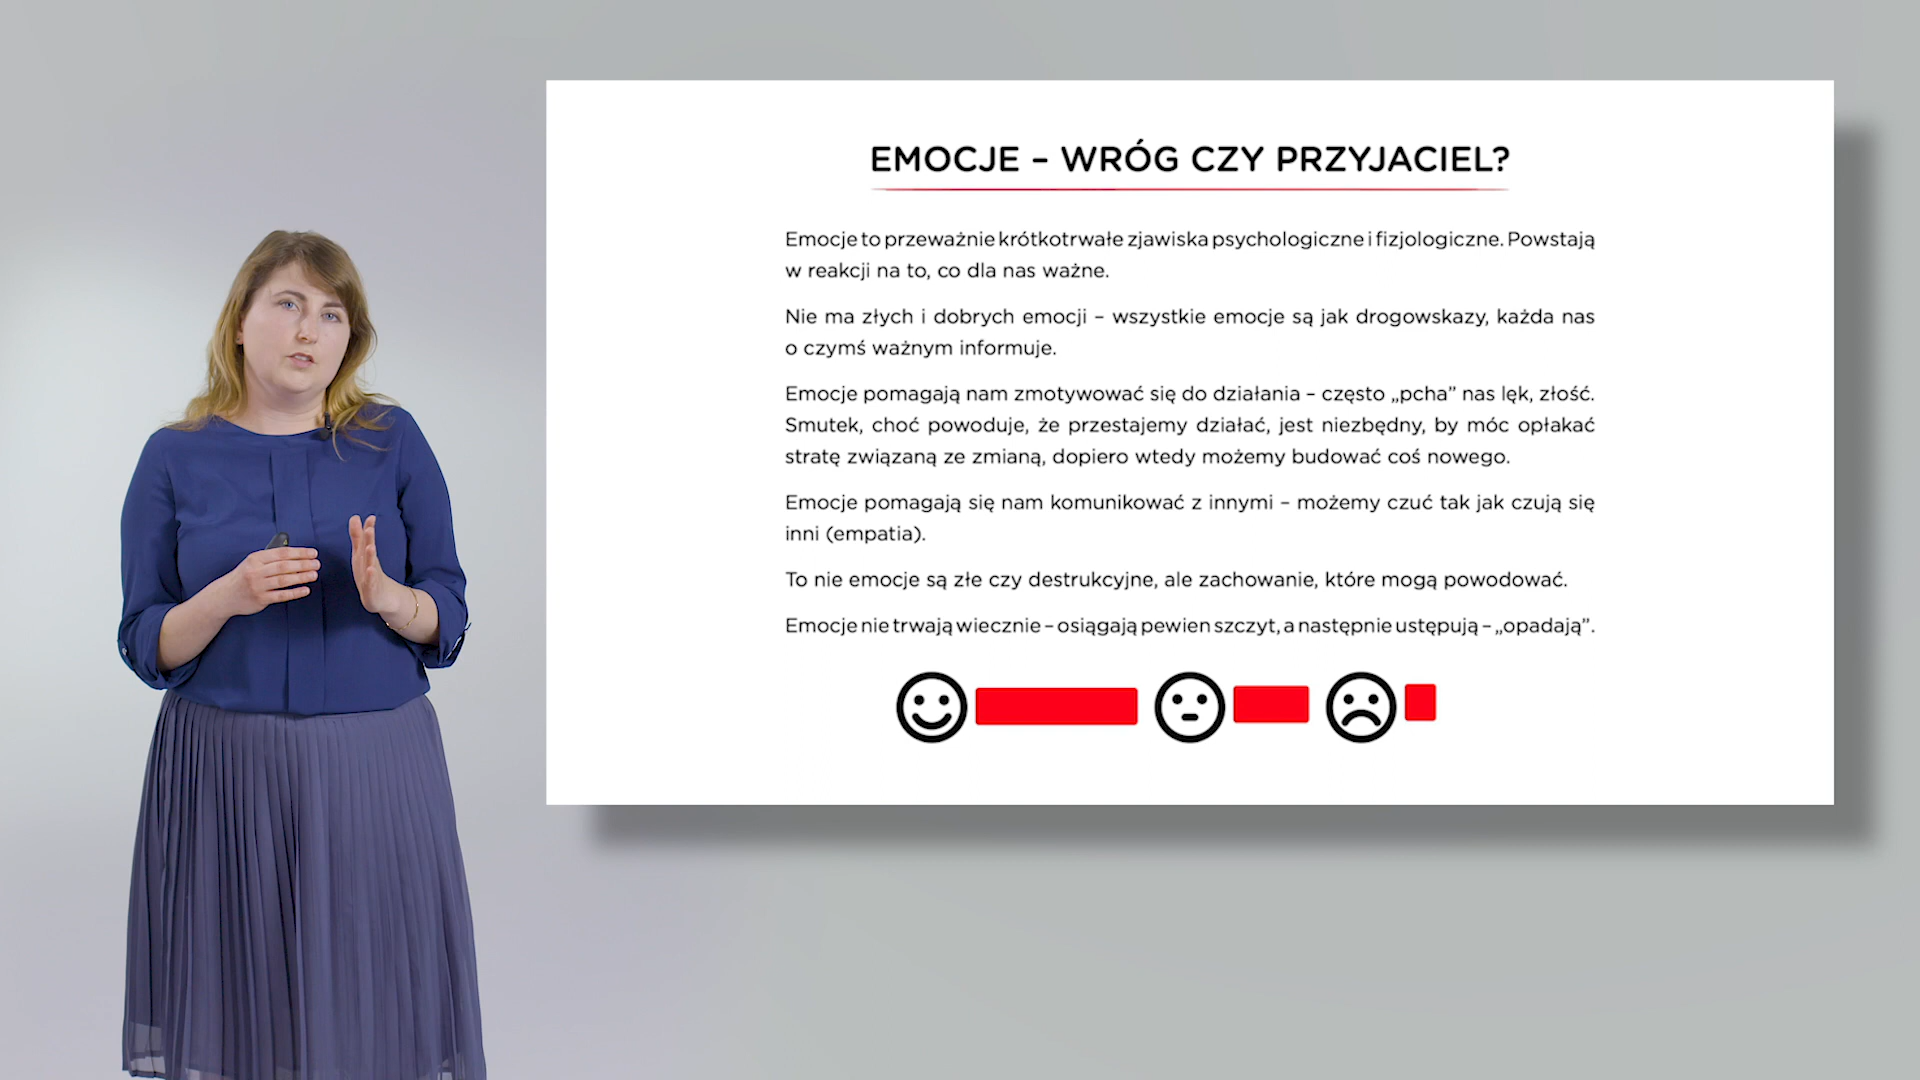 EMOCJE – WRÓG CZY PRZYJACIEL?
Emocje to przeważnie krótkotrwałe zjawiska psychologiczne i fizjologiczne. Powstają
w reakcji na to, co dla nas ważne.
Nie ma złych i dobrych emocji – wszystkie emocje są jak drogowskazy, każda nas
o czymś ważnym informuje.
Emocje pomagają nam zmotywować się do działania – często „pcha” nas lęk, złość.
Smutek, choć powoduje, że przestajemy działać, jest niezbędny, by móc opłakać
stratę związaną ze zmianą, dopiero wtedy możemy budować coś nowego.
Emocje pomagają się nam komunikować z innymi – możemy czuć tak jak czują się
inni (empatia).
To nie emocje są złe czy destrukcyjne, ale zachowanie, które mogą powodować.
Emocje nie trwają wiecznie – osiągają pewien szczyt, a następnie ustępują – „opadają”.